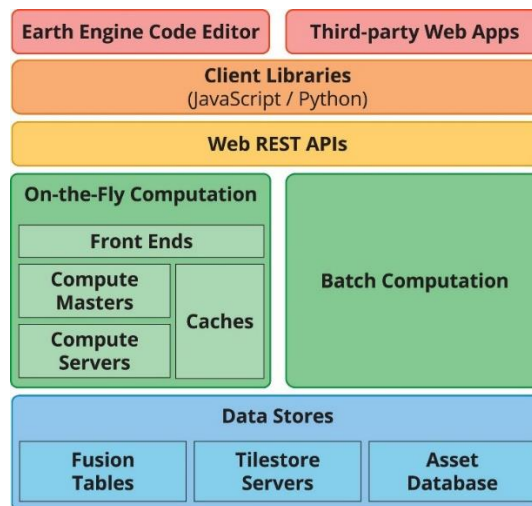 Earth Engine Code Editor
Third-party Web Apps
Client Libraries
(JavaScript / Python)
Web REST APIs
On-the-Fly Computation
Front Ends
Compute
Masters
Compute
Servers
Caches
Batch Computation
Data Stores
Fusion
Tables
Tilestore
Servers
Asset
Database